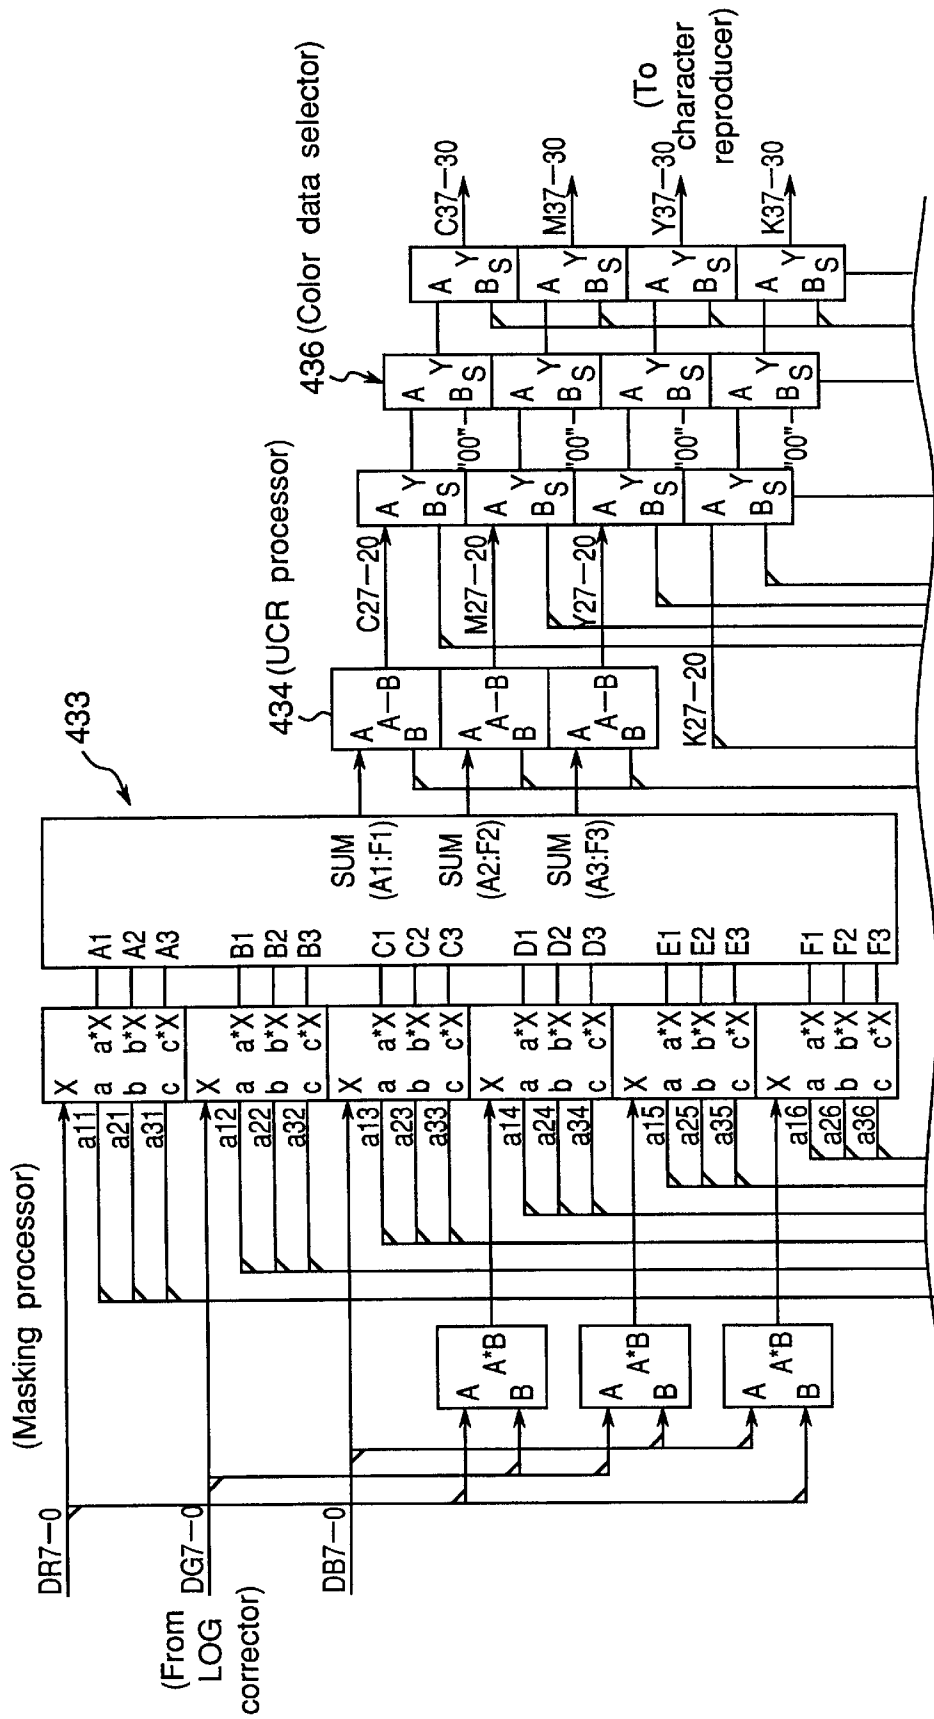 (Masking processor)
433
434 (UCR processor)
436 (Color data selector)
DR7—0
DG7—0
(From
LOG
corrector)
DB7—0
A
A*B
B
A
A*B
B
A
A*B
B
a11
a21
a31
X
a a*X
b b*X
c c*X
a12
a22
a32
X
a a*X
b b*X
c c*X
a13
a23
a33
X
a a*X
b b*X
c c*X
a14
a24
a34
X
a a*X
b b*X
c c*X
a15
a25
a35
X
a a*X
b b*X
c c*X
a16
a26
a36
X
a a*X
b b*X
c c*X
A1
A2
A3
B1
B2
B3
C1
C2
C3
D1
D2
D3
E1
E2
E3
F1
F2
F3
SUM
(A1:F1)
SUM
(A2:F2)
SUM
(A3:F3)
A
A—B
B
A
A—B
B
A
A—B
B
C27—20
M27—20
Y27—20
K27—20
A
Y
B
S
A
Y
B
S
A
Y
B
S
A
Y
B
"00"
"00"
"00"
"00"
A
Y
B
S
A
Y
B
S
A
Y
B
S
A
Y
B
S
A
Y
B
S
A
Y
B
S
A
Y
B
S
A
Y
B
S
C37—30
M37—30
Y37—30
K37—30
(To
character
reproducer)